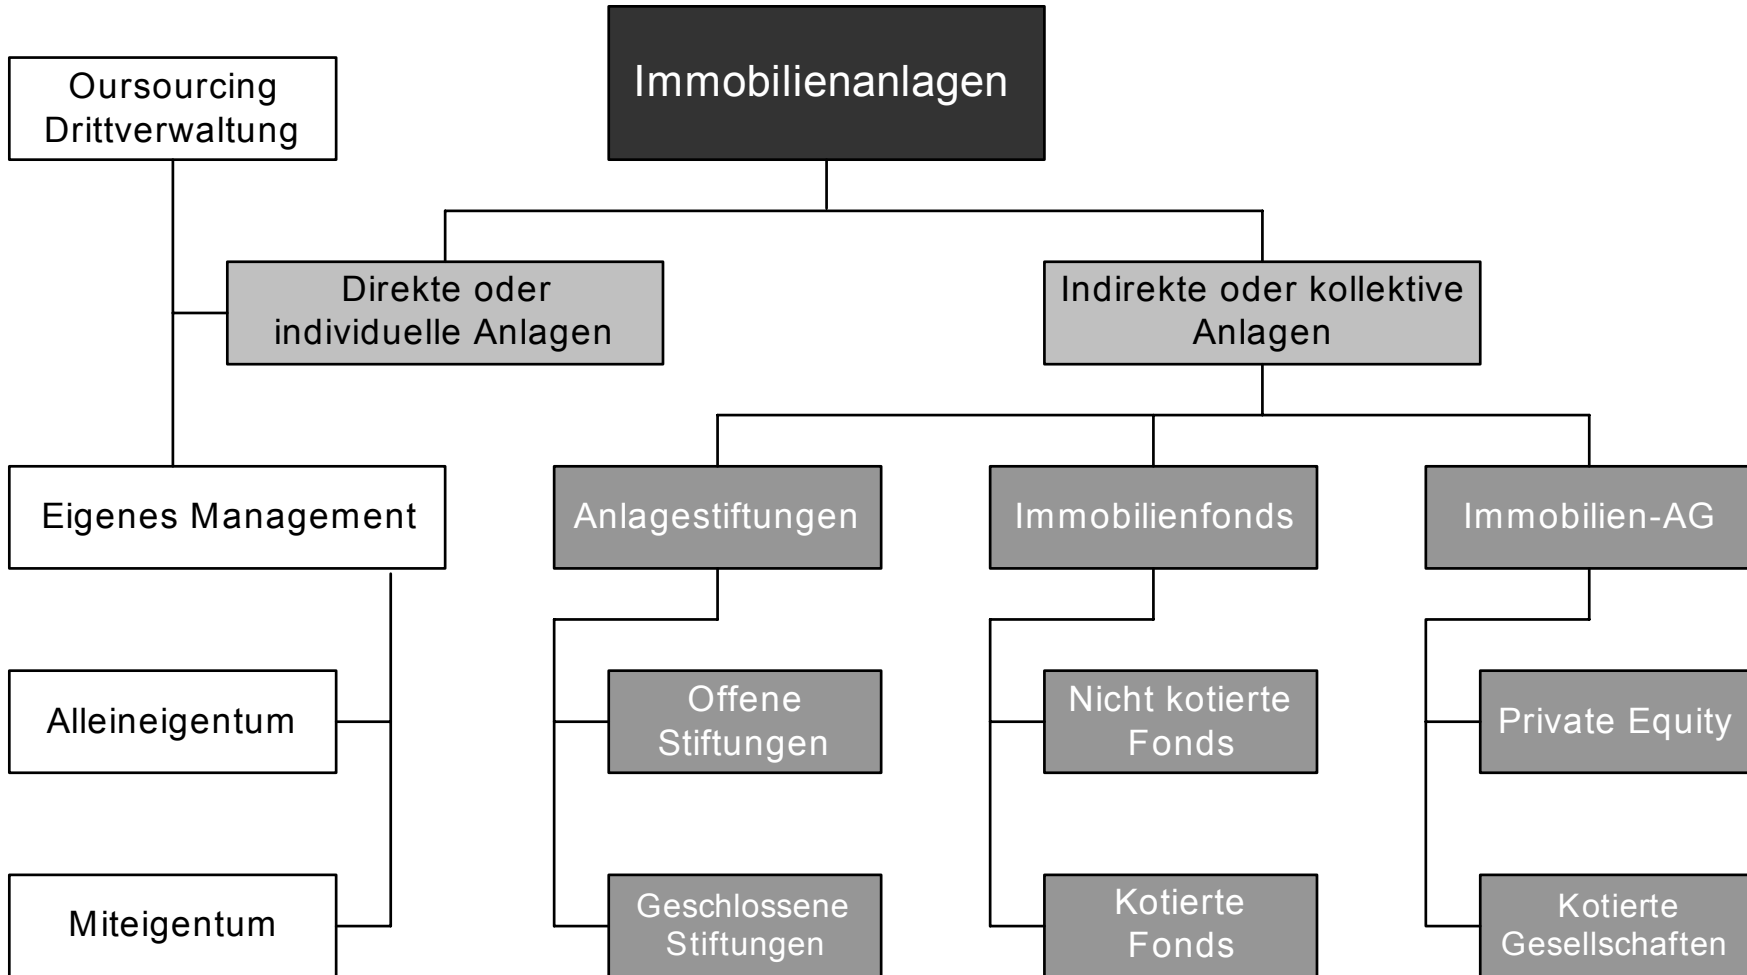 Immobilienanlagen
Oursourcing
Drittverwaltung
Direkte oder
individuelle Anlagen
Indirekte oder kollektive
Anlagen
Eigenes Management
Anlagestiftungen
Immobilienfonds
Immobilien-AG
Alleineigentum
Offene
Stiftungen
Nicht kotierte
Fonds
Private Equity
Miteigentum
Geschlossene
Stiftungen
Kotierte
Fonds
Kotierte
Gesellschaften